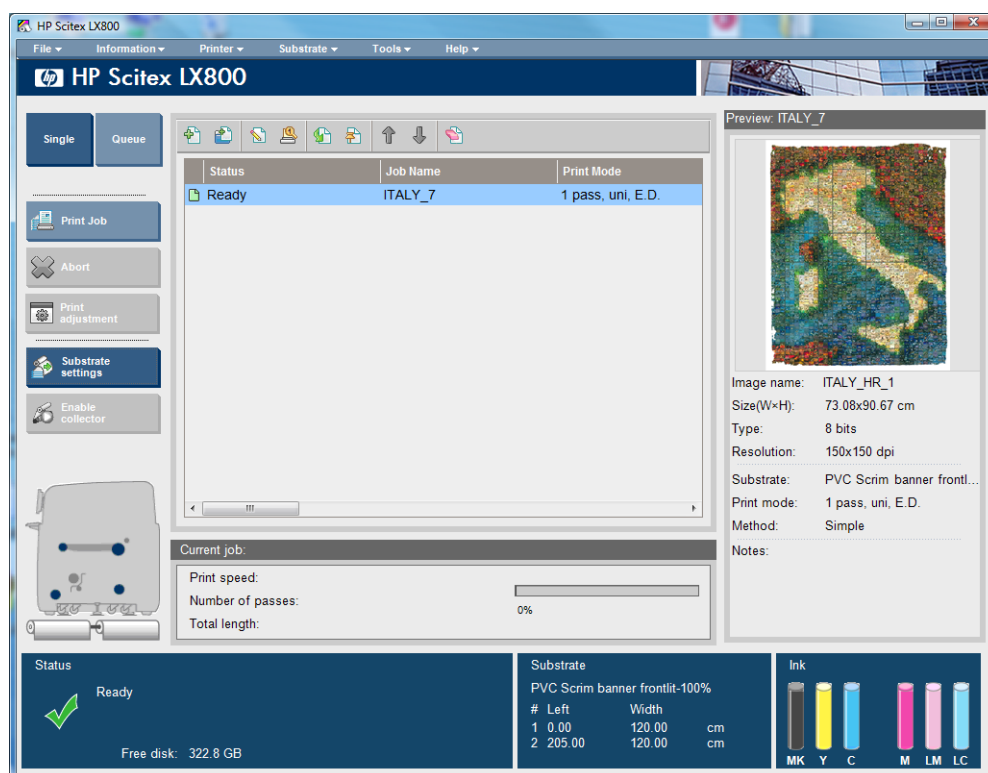 HP Scitex LX800
File Information Printer Substrate Tools Help
hp HP Scitex LX800
Single Queue
Print Job
Abort
Print
adjustment
Substrate
settings
Enable
collector
Status Job Name Print Mode
Ready ITALY_7 1 pass, uni, E.D.
Current job:
Print speed:
Number of passes:
Total length:
0%
Preview: ITALY_7
Image name: ITALY_HR_1
Size(W×H): 73.08x90.67 cm
Type: 8 bits
Resolution: 150x150 dpi
Substrate: PVC Scrim banner frontl...
Print mode: 1 pass, uni, E.D.
Method: Simple
Notes:
Status
Ready
Free disk: 322.8 GB
Substrate
PVC Scrim banner frontlit-100%
# Left Width
1 0.00 120.00 cm
2 205.00 120.00 cm
Ink
MK Y C M LM LC